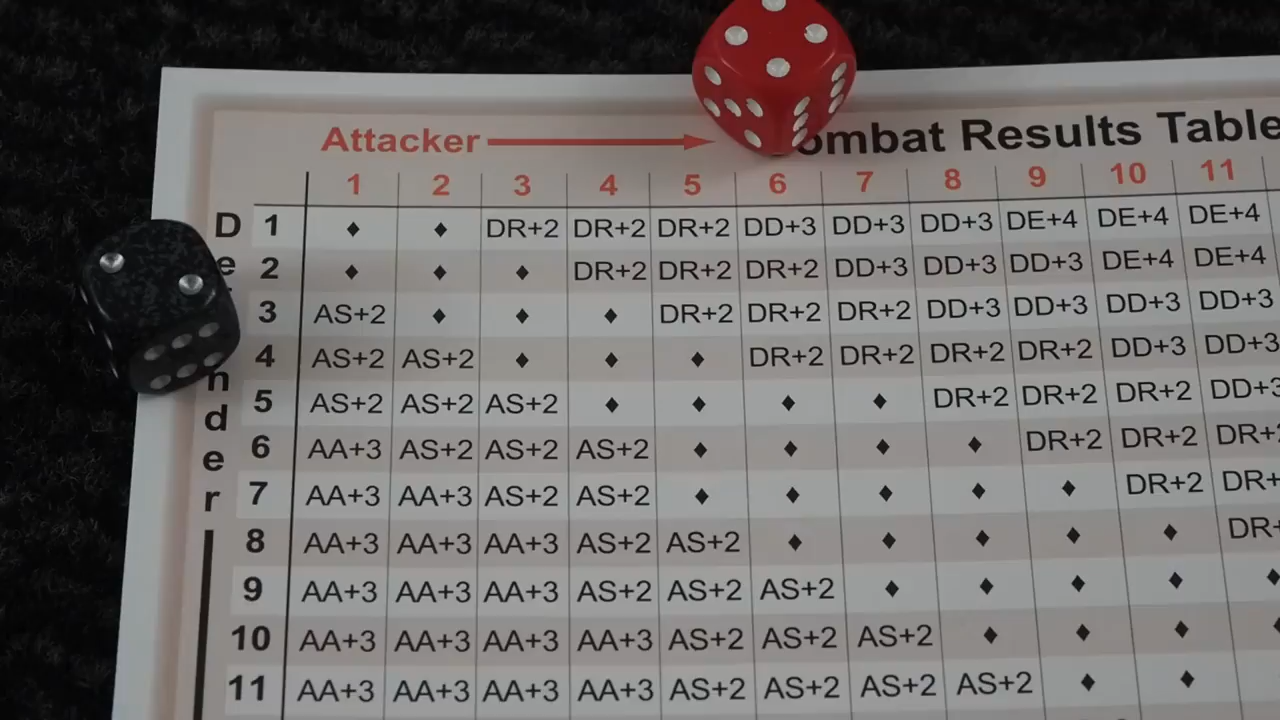 Attacker
ombat Results Table
1 2 3 4 5 6 7 8 9 10 11
De nder
1 ♦ ♦ DR+2 DR+2 DR+2 DD+3 DD+3 DD+3 DE+4 DE+4 DE+4
2 ♦ ♦ ♦ DR+2 DR+2 DR+2 DD+3 DD+3 DD+3 DE+4 DE+4
3 AS+2 ♦ ♦ ♦ DR+2 DR+2 DR+2 DD+3 DD+3 DD+3 DD+3
4 AS+2 AS+2 ♦ ♦ ♦ DR+2 DR+2 DR+2 DR+2 DD+3 DD+3
5 AS+2 AS+2 AS+2 ♦ ♦ ♦ ♦ DR+2 DR+2 DR+2 DD+3
6 AA+3 AS+2 AS+2 AS+2 ♦ ♦ ♦ ♦ DR+2 DR+2 DR+2
7 AA+3 AA+3 AS+2 AS+2 ♦ ♦ ♦ ♦ ♦ DR+2 DR+
8 AA+3 AA+3 AA+3 AS+2 AS+2 ♦ ♦ ♦ ♦ ♦ DR+
9 AA+3 AA+3 AA+3 AS+2 AS+2 AS+2 ♦ ♦ ♦ ♦ ♦
10 AA+3 AA+3 AA+3 AA+3 AS+2 AS+2 AS+2 ♦ ♦ ♦ ♦
11 AA+3 AA+3 AA+3 AA+3 AS+2 AS+2 AS+2 AS+2 ♦ ♦